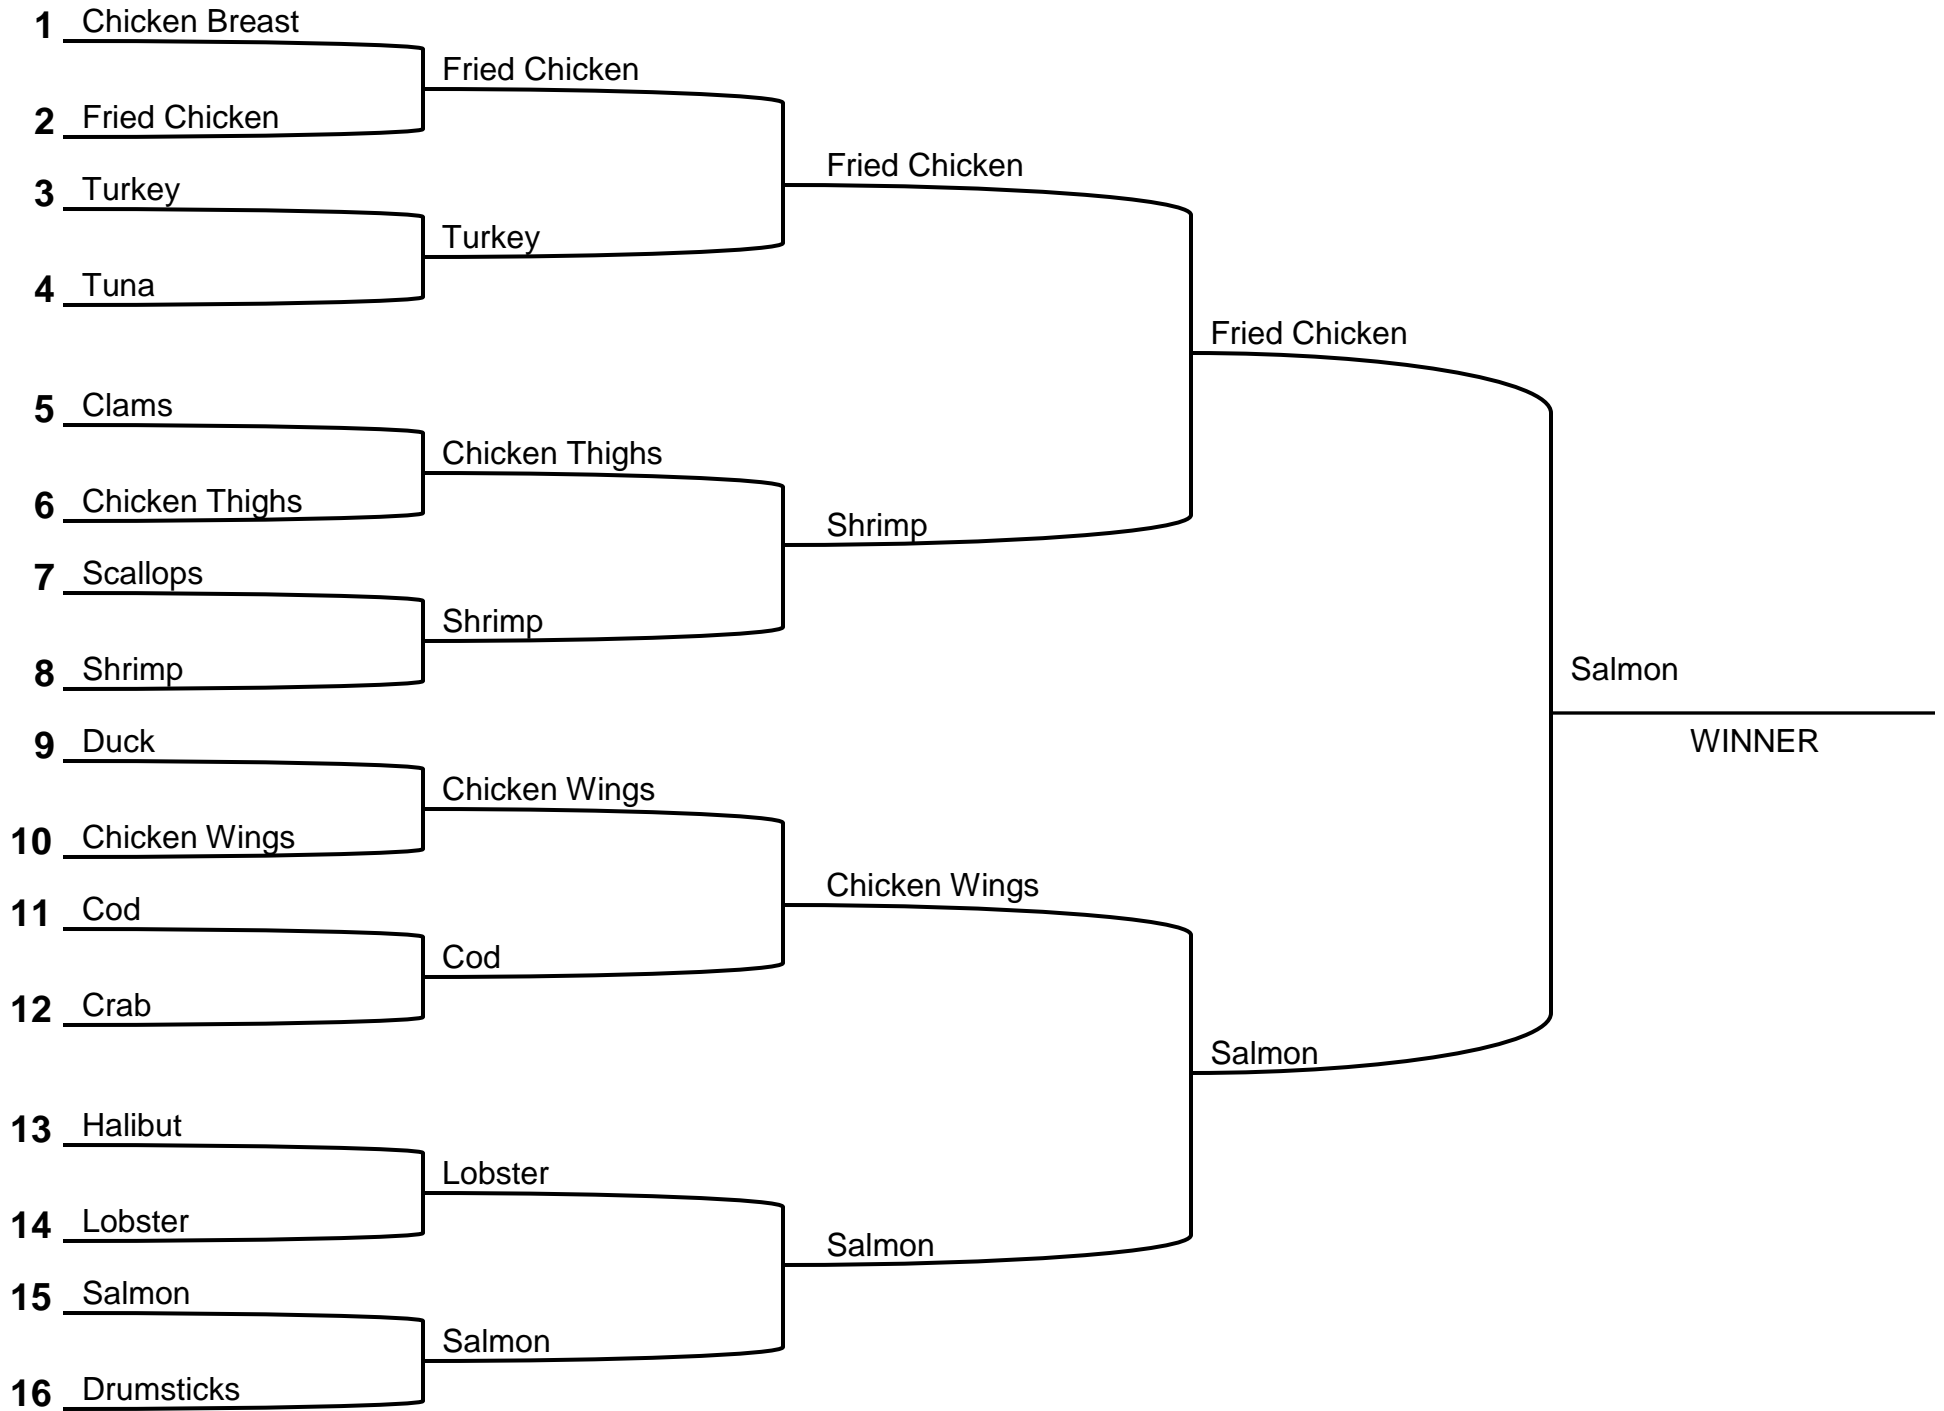 1 Chicken Breast
Fried Chicken
2 Fried Chicken
Fried Chicken
3 Turkey
Turkey
4 Tuna
Fried Chicken
5 Clams
Chicken Thighs
6 Chicken Thighs
Shrimp
7 Scallops
Shrimp
8 Shrimp
Salmon
WINNER
9 Duck
Chicken Wings
10 Chicken Wings
Chicken Wings
11 Cod
Cod
12 Crab
Salmon
13 Halibut
Lobster
14 Lobster
Salmon
15 Salmon
Salmon
16 Drumsticks